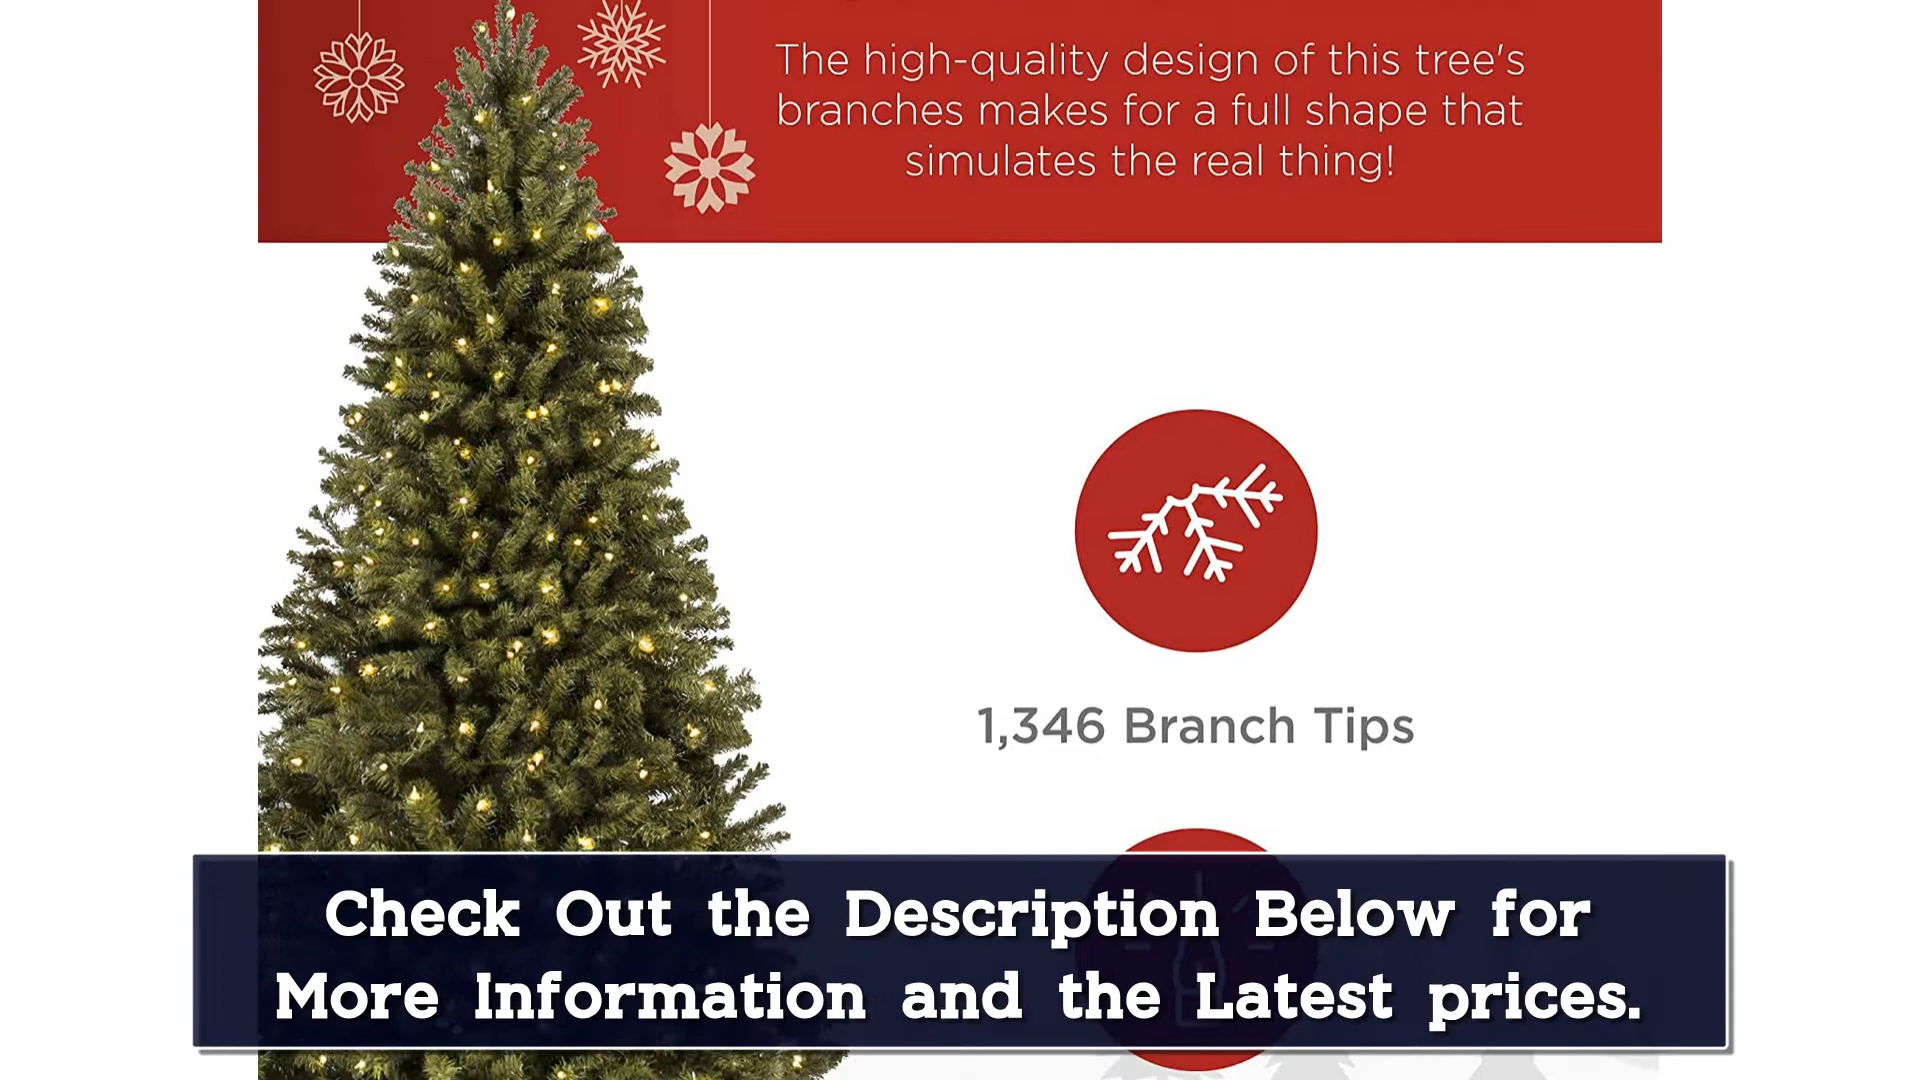 The high-quality design of this tree's
branches makes for a full shape that
simulates the real thing!
1,346 Branch Tips
Check Out the Description Below for
More Information and the Latest prices.